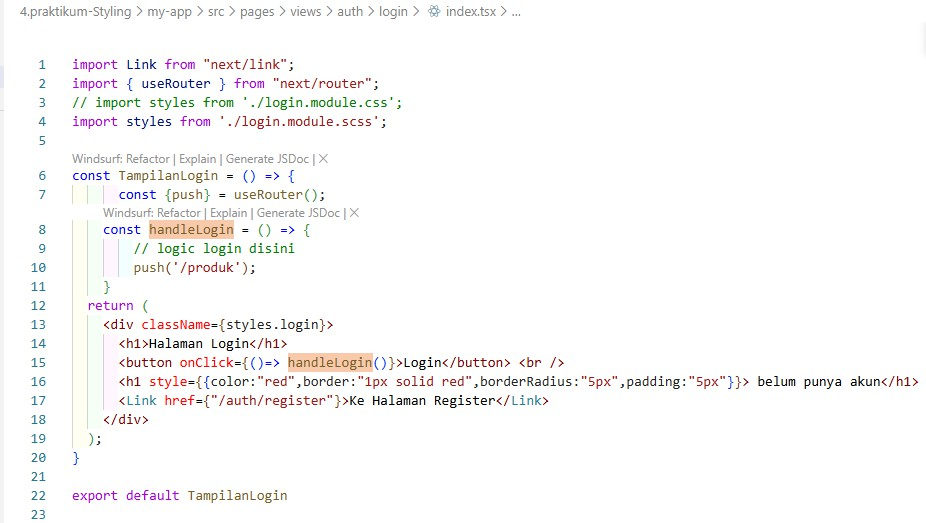 4.praktikum-Styling > my-app > src > pages > views > auth > login > index.tsx > ...
1 import Link from "next/link";
2 import { useRouter } from "next/router";
3 // import styles from './login.module.css';
4 import styles from './login.module.scss';
5
Windsurf: Refactor | Explain | Generate JSDoc | X
6 const TampilanLogin = () => {
7 const {push} = useRouter();
Windsurf: Refactor | Explain | Generate JSDoc | X
8 const handleLogin = () => {
9 // logic login disini
10 push('/produk');
11 }
12 return (
13 <div className={styles.login}>
14 <h1>Halaman Login</h1>
15 <button onClick={()=> handleLogin()}>Login</button> <br />
16 <h1 style={{color:"red",border:"1px solid red",borderRadius:"5px",padding:"5px"}}> belum punya akun</h1>
17 <Link href={"/auth/register"}>Ke Halaman Register</Link>
18 </div>
19 );
20 }
21
22 export default TampilanLogin
23